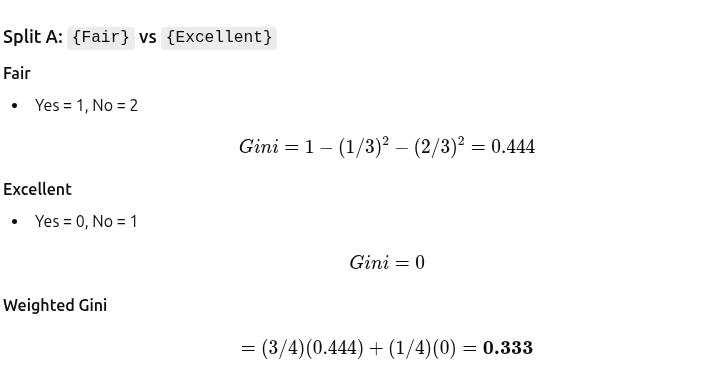 Split A: {Fair} vs {Excellent}
Fair
• Yes = 1, No = 2
Gini = 1 − (1/3)² − (2/3)² = 0.444
Excellent
• Yes = 0, No = 1
Gini = 0
Weighted Gini
= (3/4)(0.444) + (1/4)(0) = 0.333